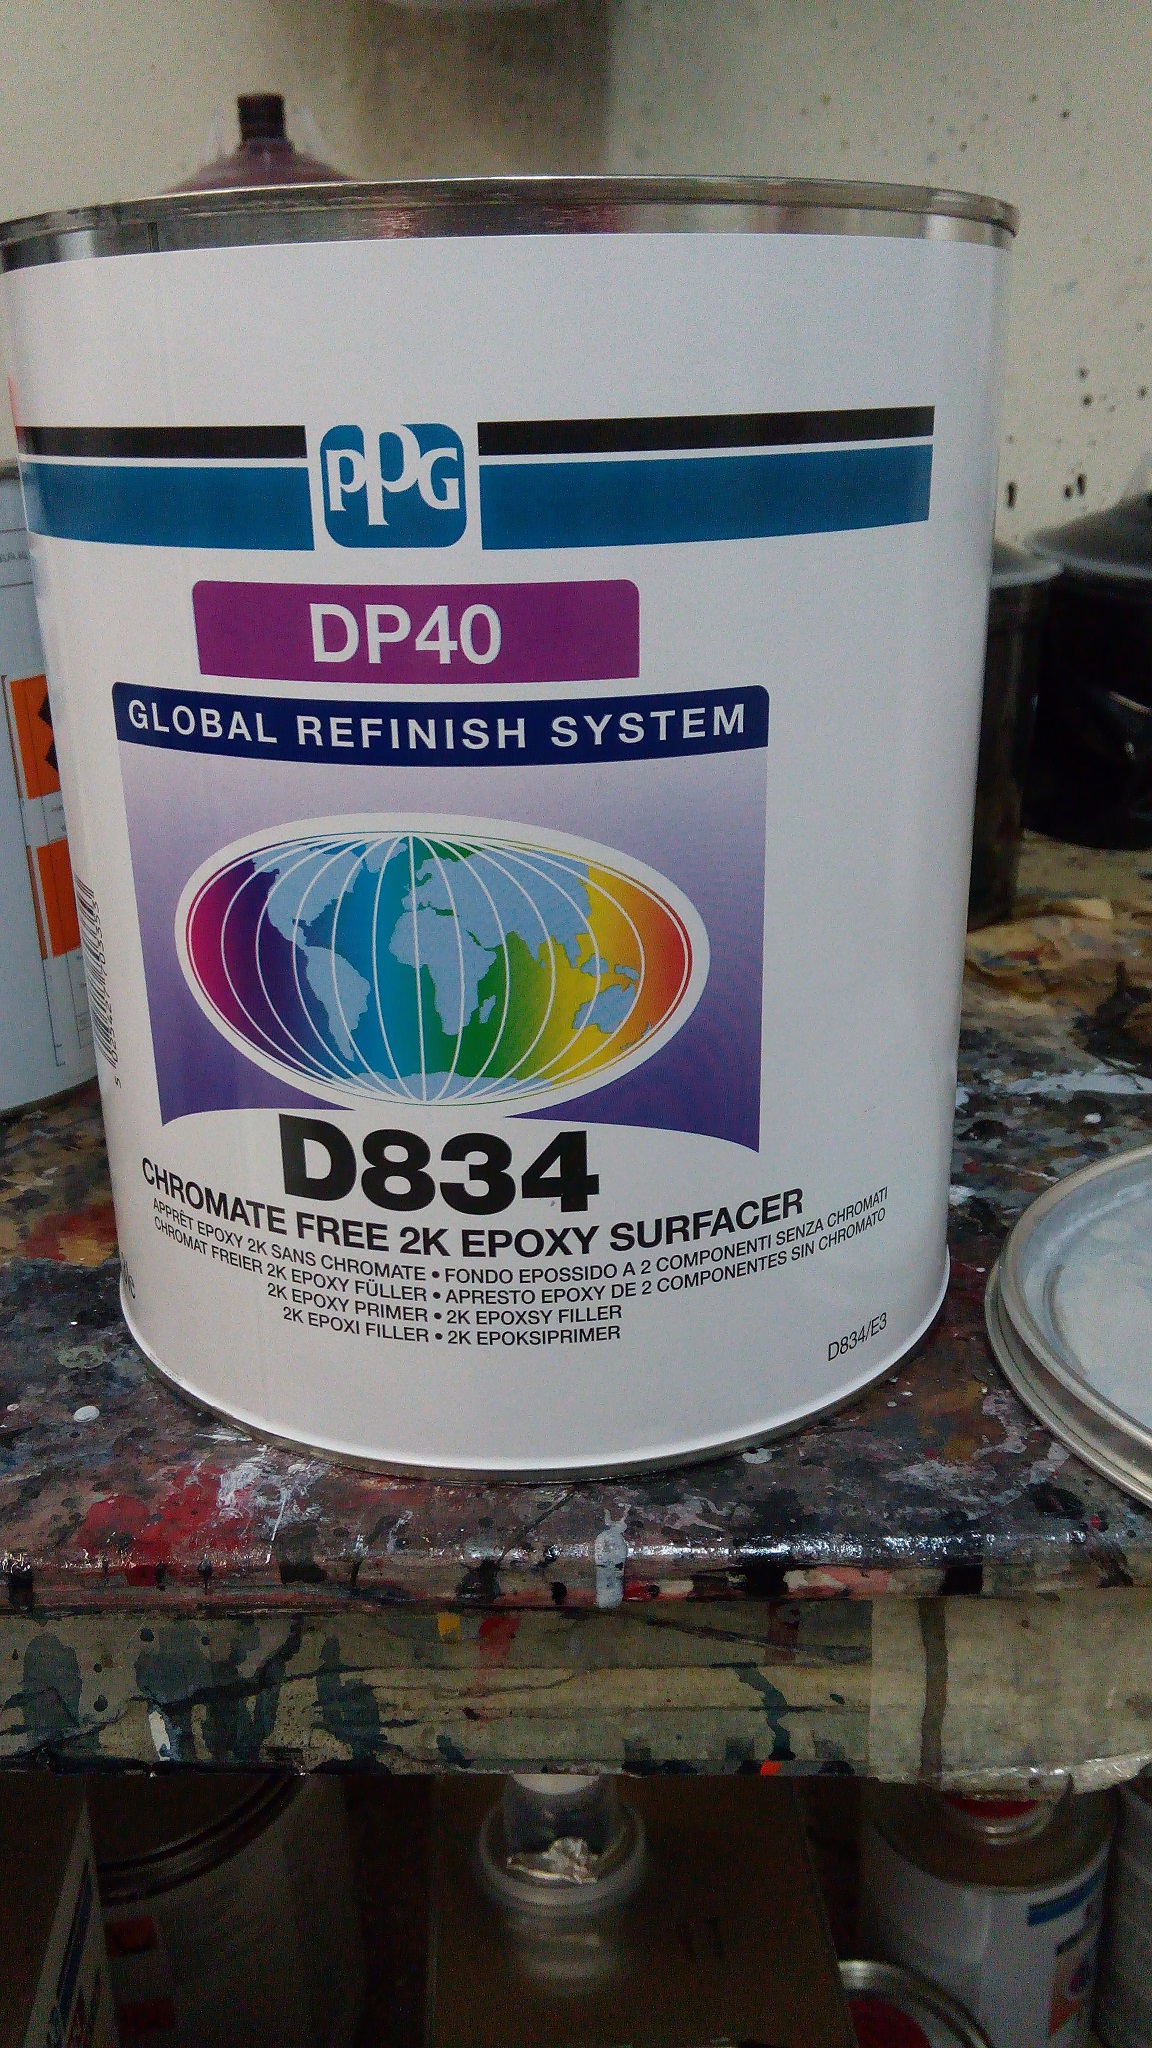 PPG
DP40
GLOBAL REFINISH SYSTEM
D834
CHROMATE FREE 2K EPOXY SURFACER
APPRÊT EPOXY 2K SANS CHROMATE • FONDO EPOSSIDO A 2 COMPONENTI SENZA CHROMATI
CHROMAT FREIER 2K EPOXY FÜLLER • APRESTO EPOXY DE 2 COMPONENTES SIN CHROMATO
2K EPOXY PRIMER • 2K EPOXSY FILLER
2K EPOXI FILLER • 2K EPOKSIPRIMER
D834/E3